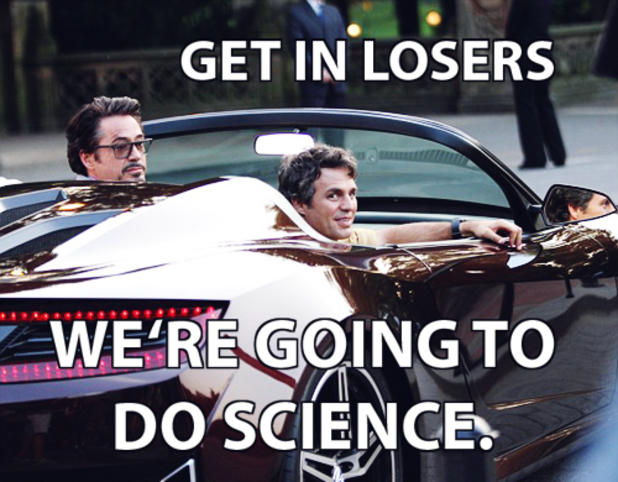 GET IN LOSERS
WE‘RE GOING TO
DO SCIENCE.